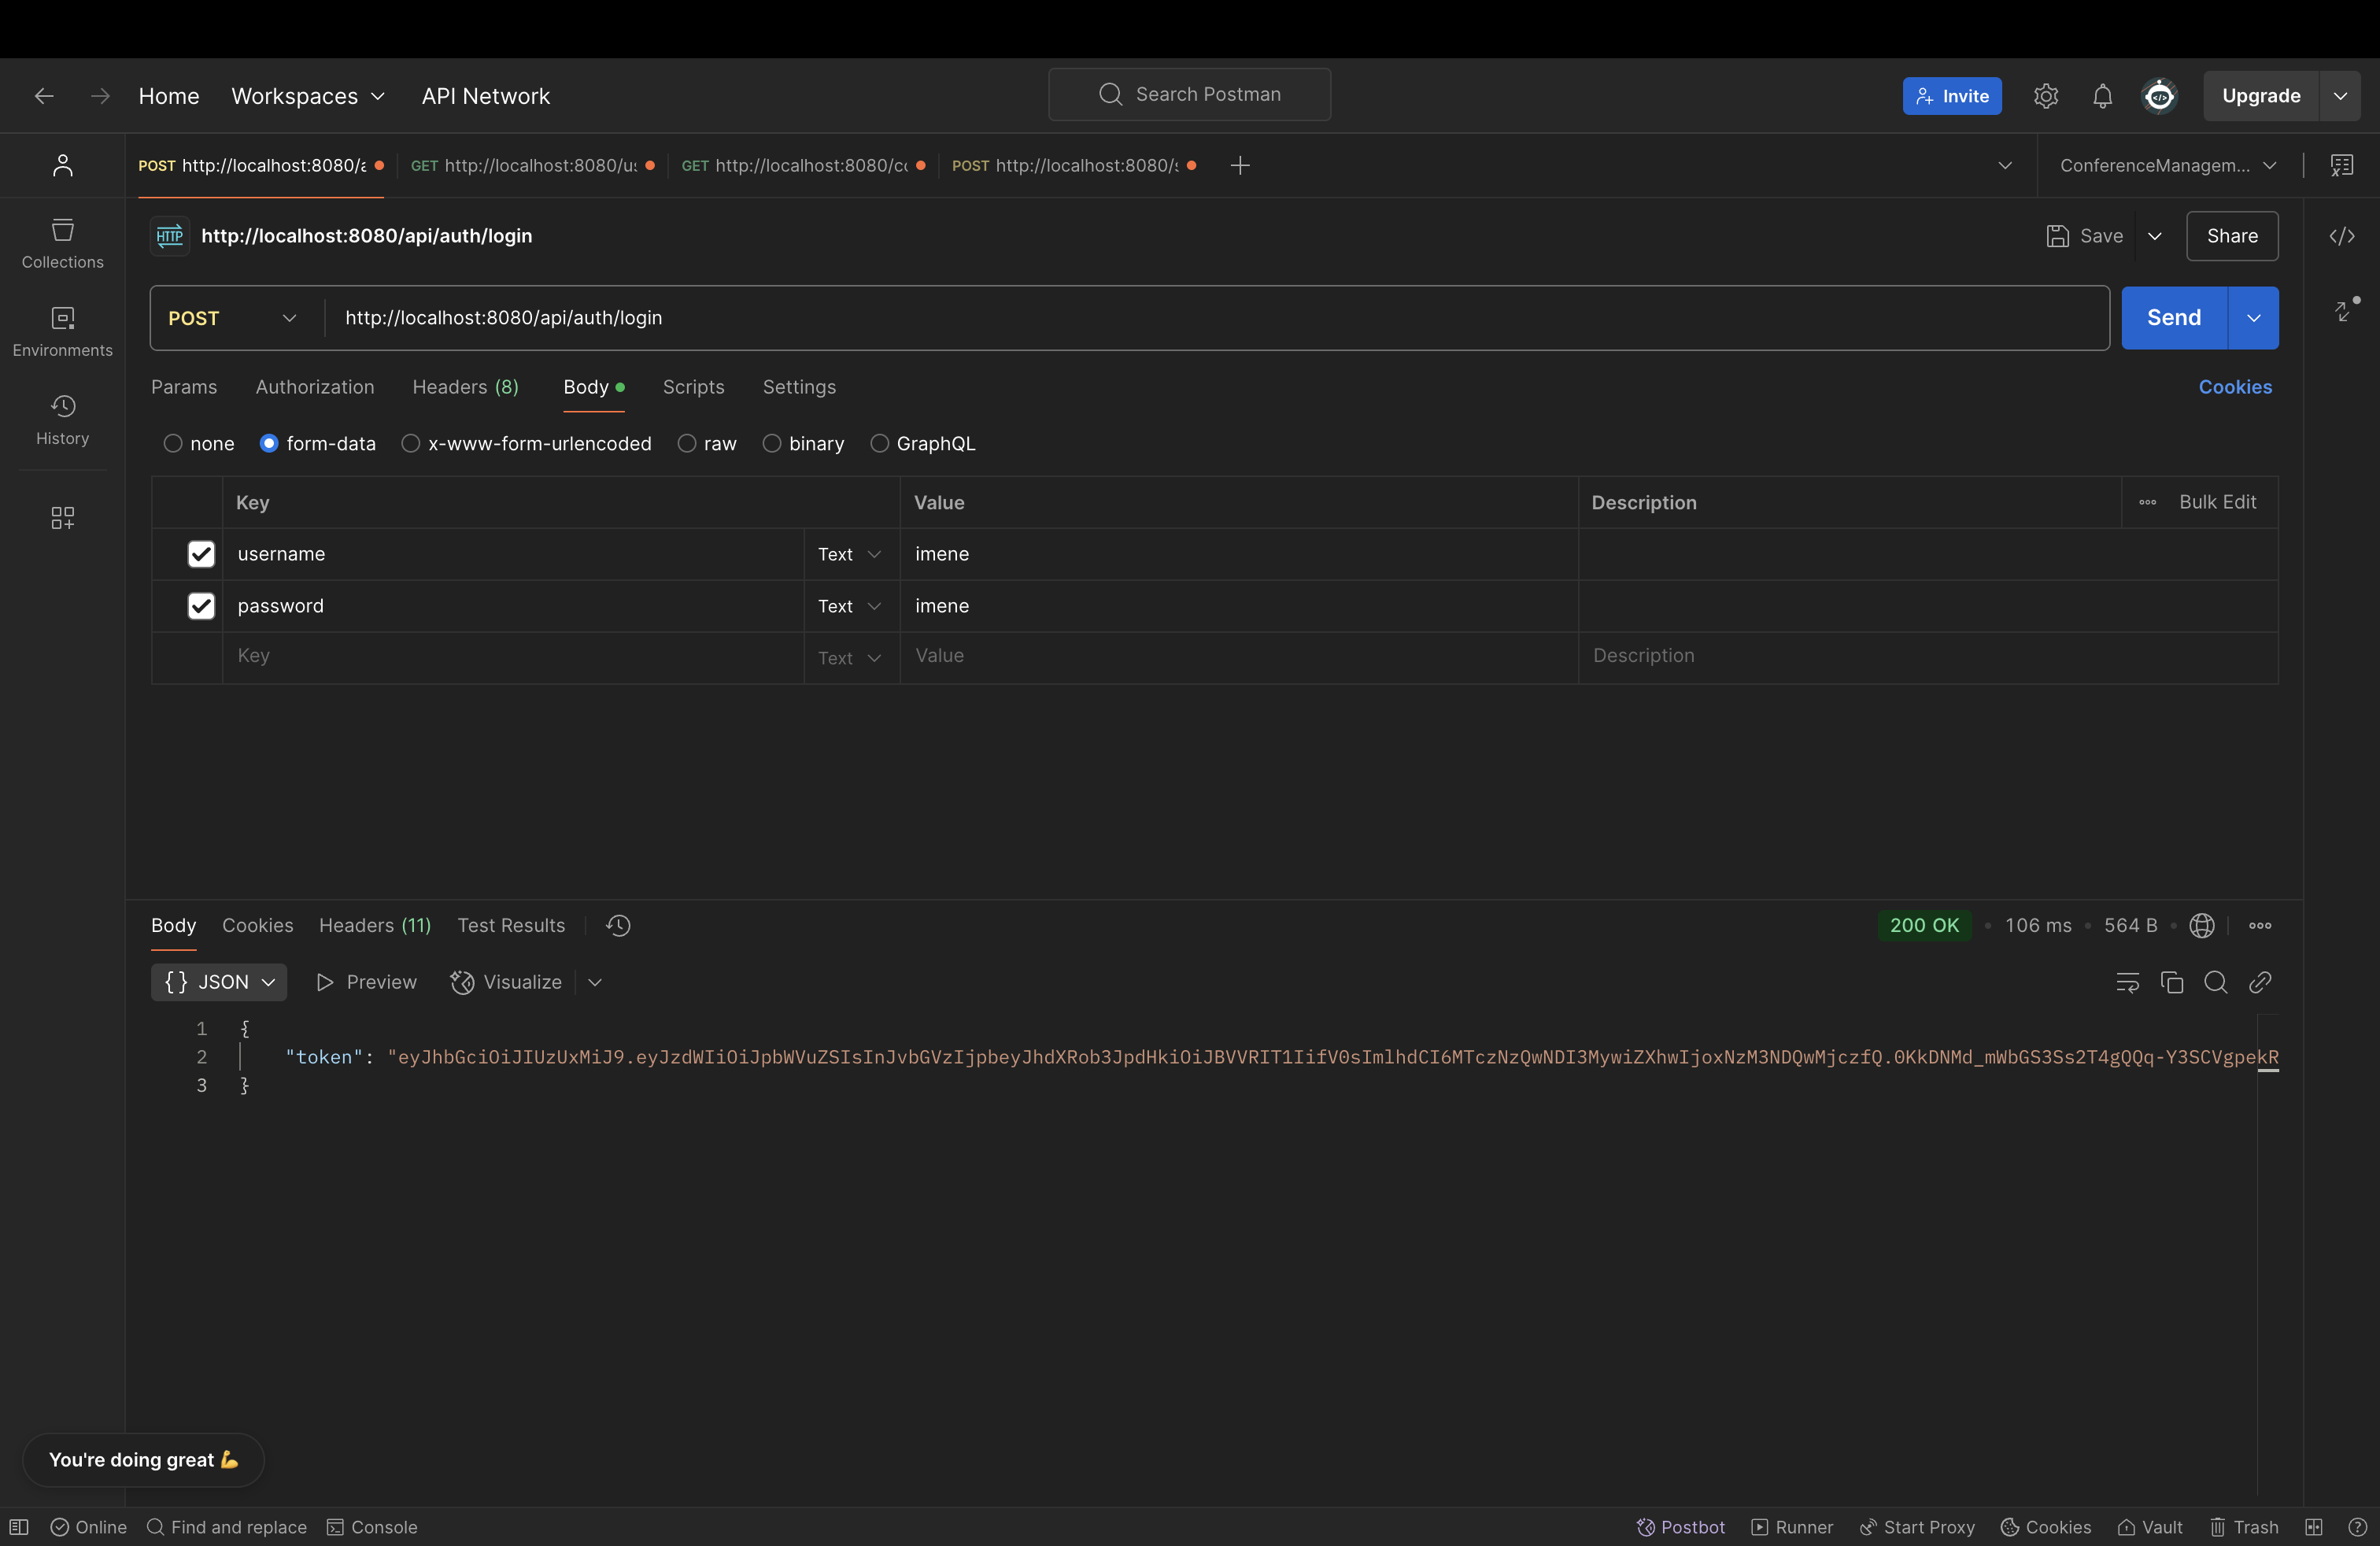 Home Workspaces API Network Search Postman Invite Upgrade
POST http://localhost:8080/a GET http://localhost:8080/us GET http://localhost:8080/co POST http://localhost:8080/s ConferenceManagem...
HTTP http://localhost:8080/api/auth/login Save Share
Collections
POST http://localhost:8080/api/auth/login Send
Environments
Params Authorization Headers (8) Body Scripts Settings Cookies
History
none form-data x-www-form-urlencoded raw binary GraphQL
Key Value Description Bulk Edit
username Text imene
password Text imene
Key Text Value Description
Body Cookies Headers (11) Test Results 200 OK • 106 ms • 564 B
{} JSON Preview Visualize
1 {
2 "token": "eyJhbGciOiJIUzUxMiJ9.eyJzdWIiOiJpbWVuZSIsInJvbGVzIjpbeyJhdXRob3JpdHkiOiJBVVRIT1IifV0sImlhdCI6MTczNzQwNDI3MywiZXhwIjoxNzM3NDQwMjczfQ.0KkDNMd_mWbGS3Ss2T4gQQq-Y3SCVgpekR
3 }
You're doing great 💪
Online Find and replace Console Postbot Runner Start Proxy Cookies Vault Trash